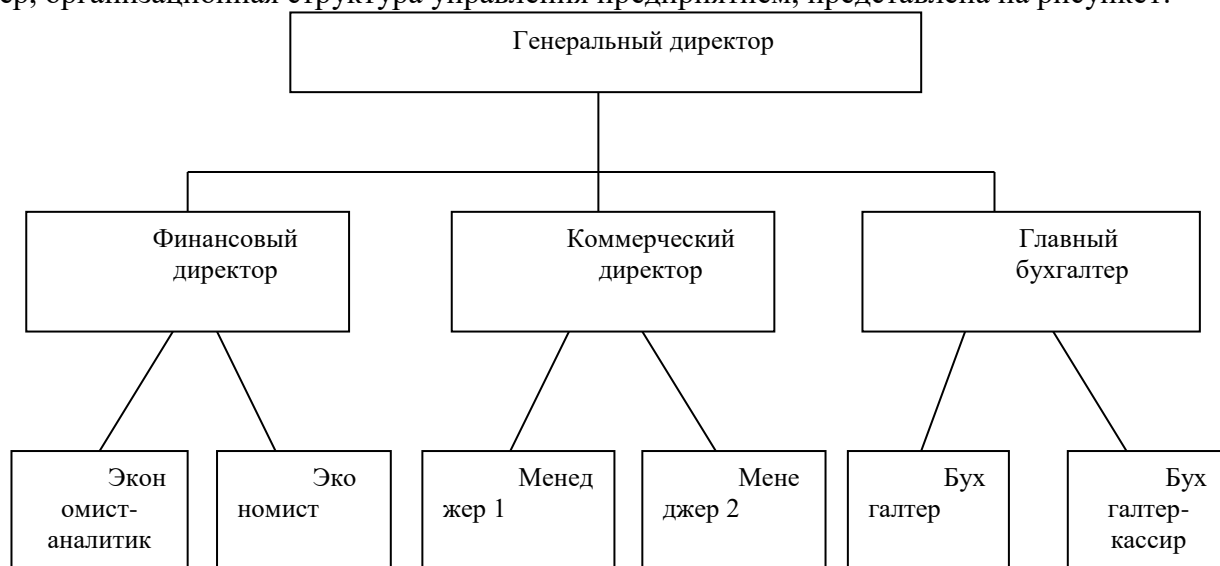 ер, организационная структура управления предприятием, представлена на рисунке1.
Генеральный директор
Финансовый
директор
Коммерческий
директор
Главный
бухгалтер
Экон
омист-
аналитик
Эко
номист
Менед
жер 1
Мене
джер 2
Бух
галтер
Бух
галтер-
кассир